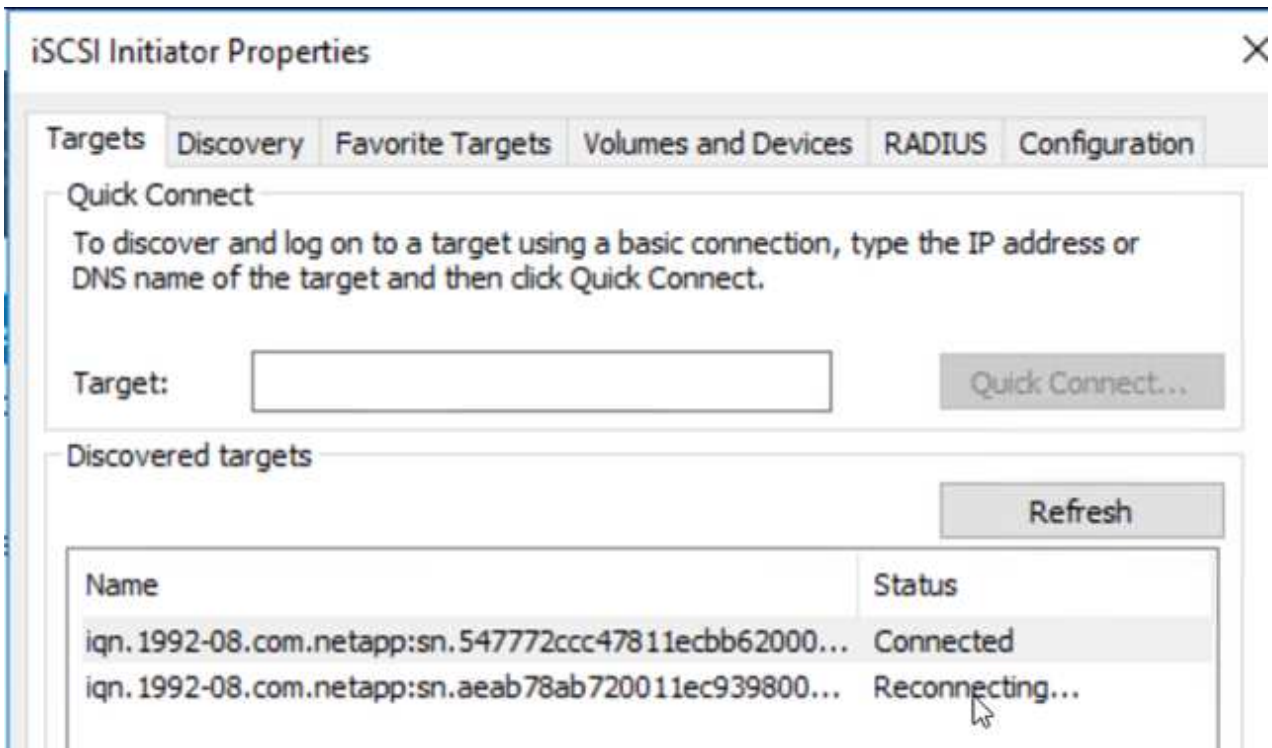 iSCSI Initiator Properties
Targets Discovery Favorite Targets Volumes and Devices RADIUS Configuration
Quick Connect
To discover and log on to a target using a basic connection, type the IP address or
DNS name of the target and then click Quick Connect.
Target: Quick Connect...
Discovered targets
Refresh
Name Status
iqn.1992-08.com.netapp:sn.547772ccc47811ecbb62000... Connected
iqn.1992-08.com.netapp:sn.aeab78ab720011ec939800... Reconnecting...